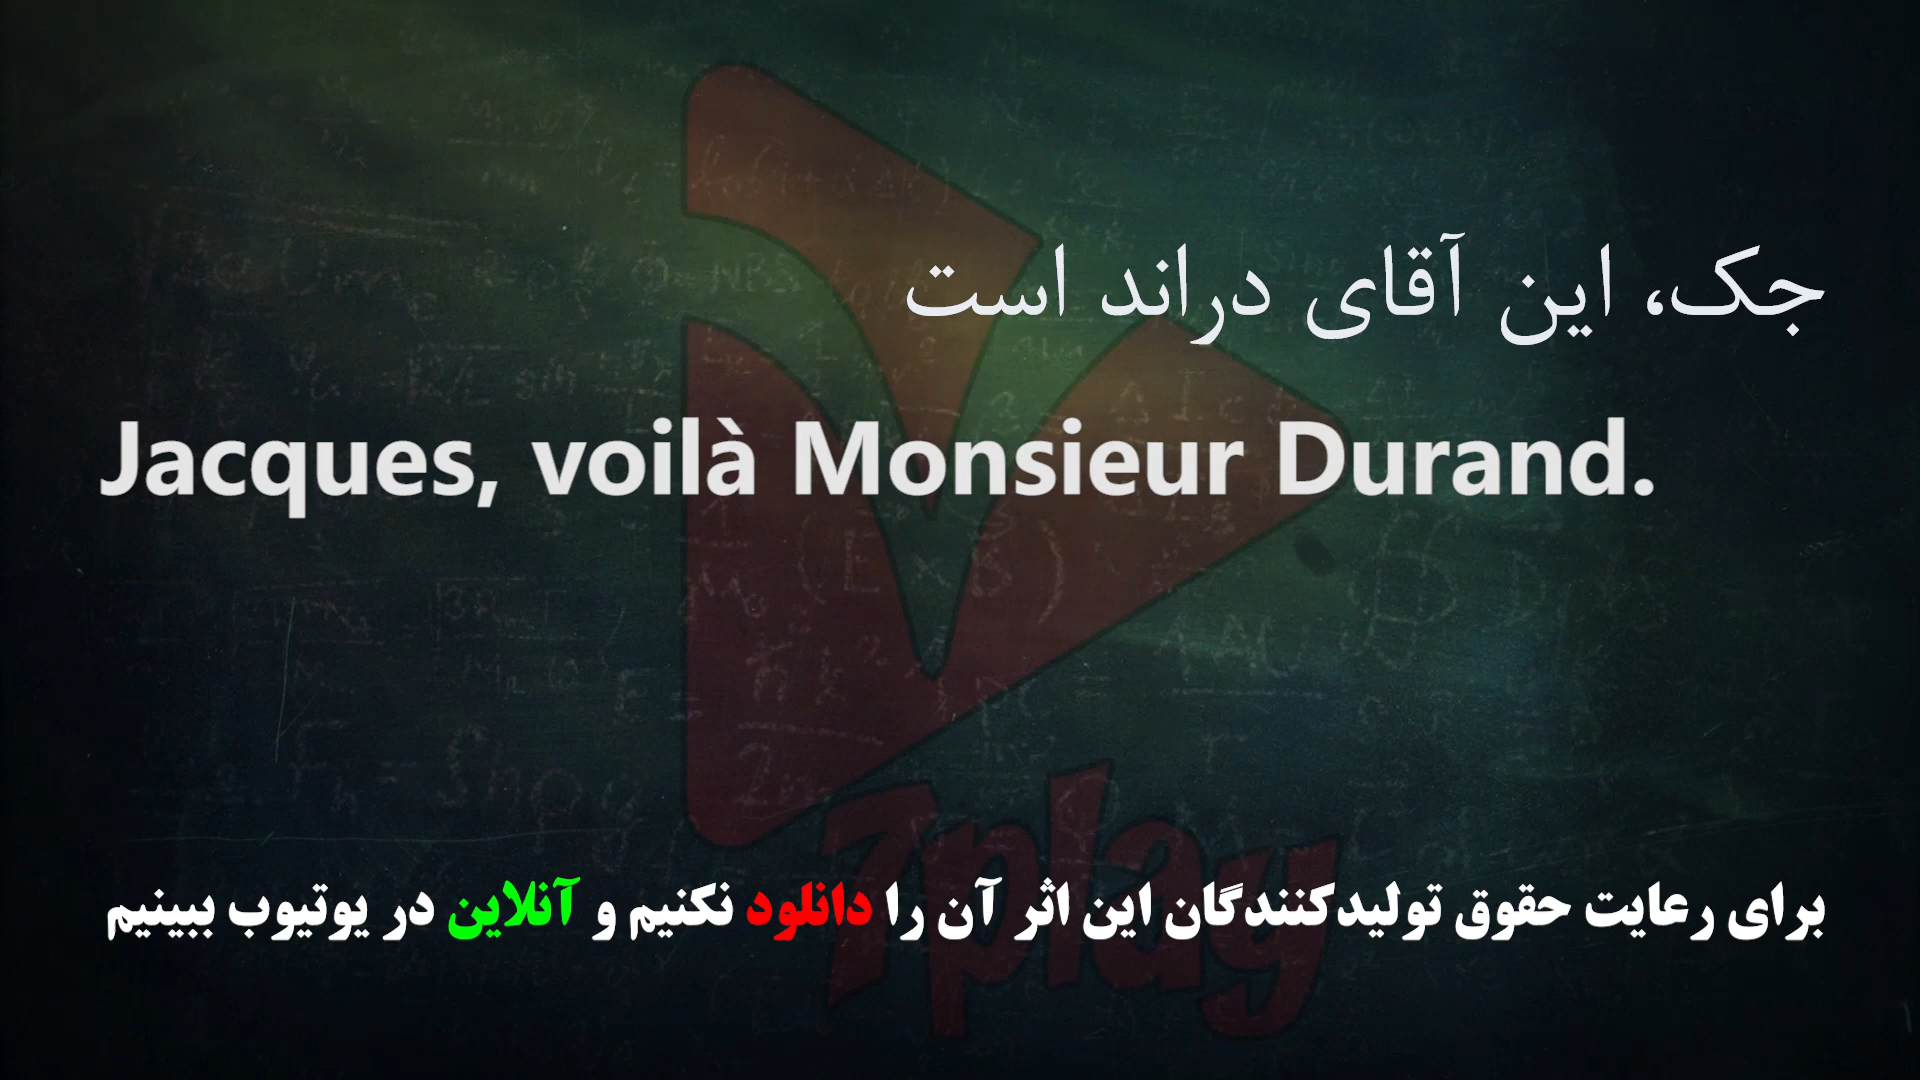 جک، این آقای دراند است
Jacques, voilà Monsieur Durand.
برای رعایت حقوق تولیدکنندگان این اثر آن را دانلود نکنیم و آنلاین در یوتیوب ببینیم
7play